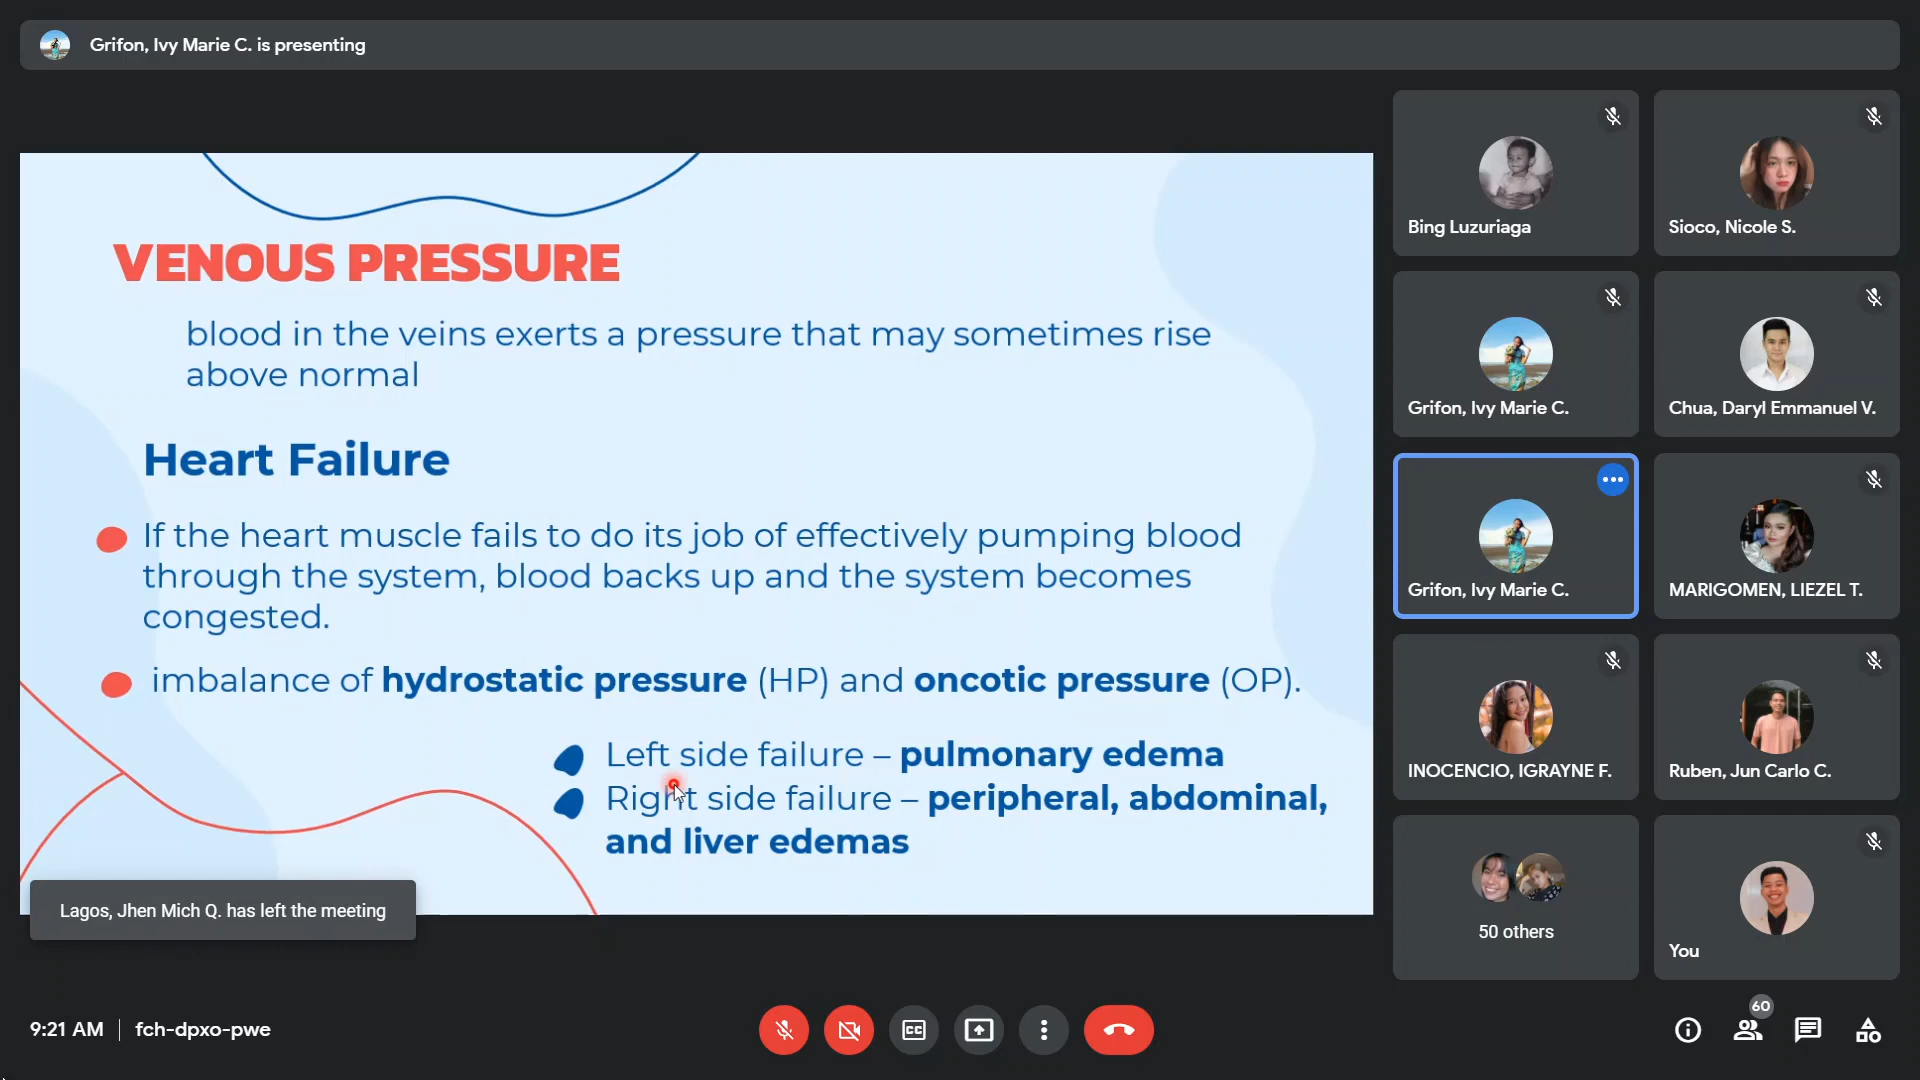 Grifon, Ivy Marie C. is presenting
VENOUS PRESSURE
blood in the veins exerts a pressure that may sometimes rise
above normal
Heart Failure
If the heart muscle fails to do its job of effectively pumping blood
through the system, blood backs up and the system becomes
congested.
imbalance of hydrostatic pressure (HP) and oncotic pressure (OP).
Left side failure – pulmonary edema
Right side failure – peripheral, abdominal,
and liver edemas
Lagos, Jhen Mich Q. has left the meeting
Bing Luzuriaga
Sioco, Nicole S.
Grifon, Ivy Marie C.
Chua, Daryl Emmanuel V.
Grifon, Ivy Marie C.
MARIGOMEN, LIEZEL T.
INOCENCIO, IGRAYNE F.
Ruben, Jun Carlo C.
50 others
You
9:21 AM | fch-dpxo-pwe
CC
60